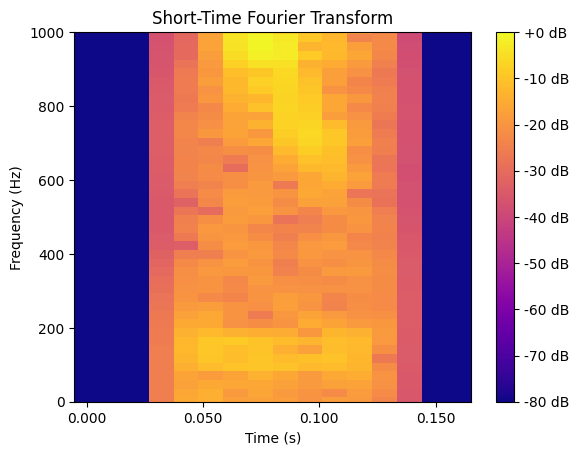 Short-Time Fourier Transform
1000
800
600
400
200
0
Frequency (Hz)
0.000
0.050
0.100
0.150
Time (s)
+0 dB
-10 dB
-20 dB
-30 dB
-40 dB
-50 dB
-60 dB
-70 dB
-80 dB